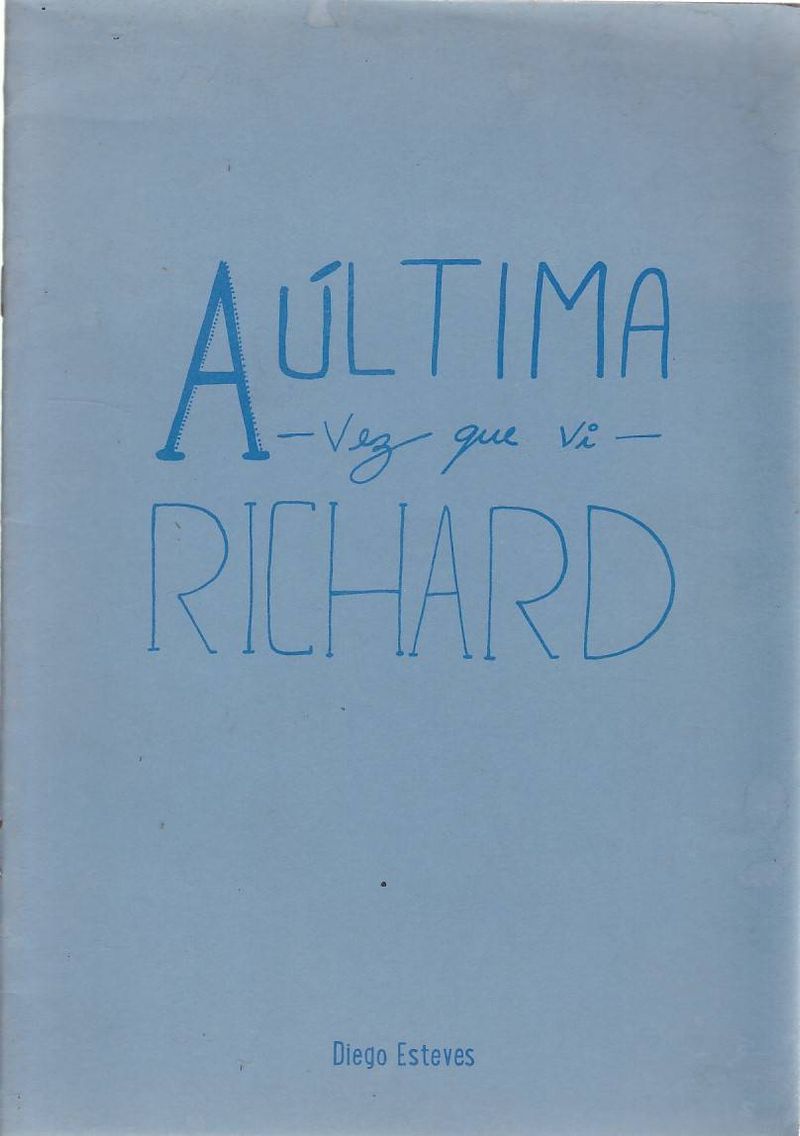 A ÚLTIMA
– Vez que vi –
RICHARD
Diego Esteves